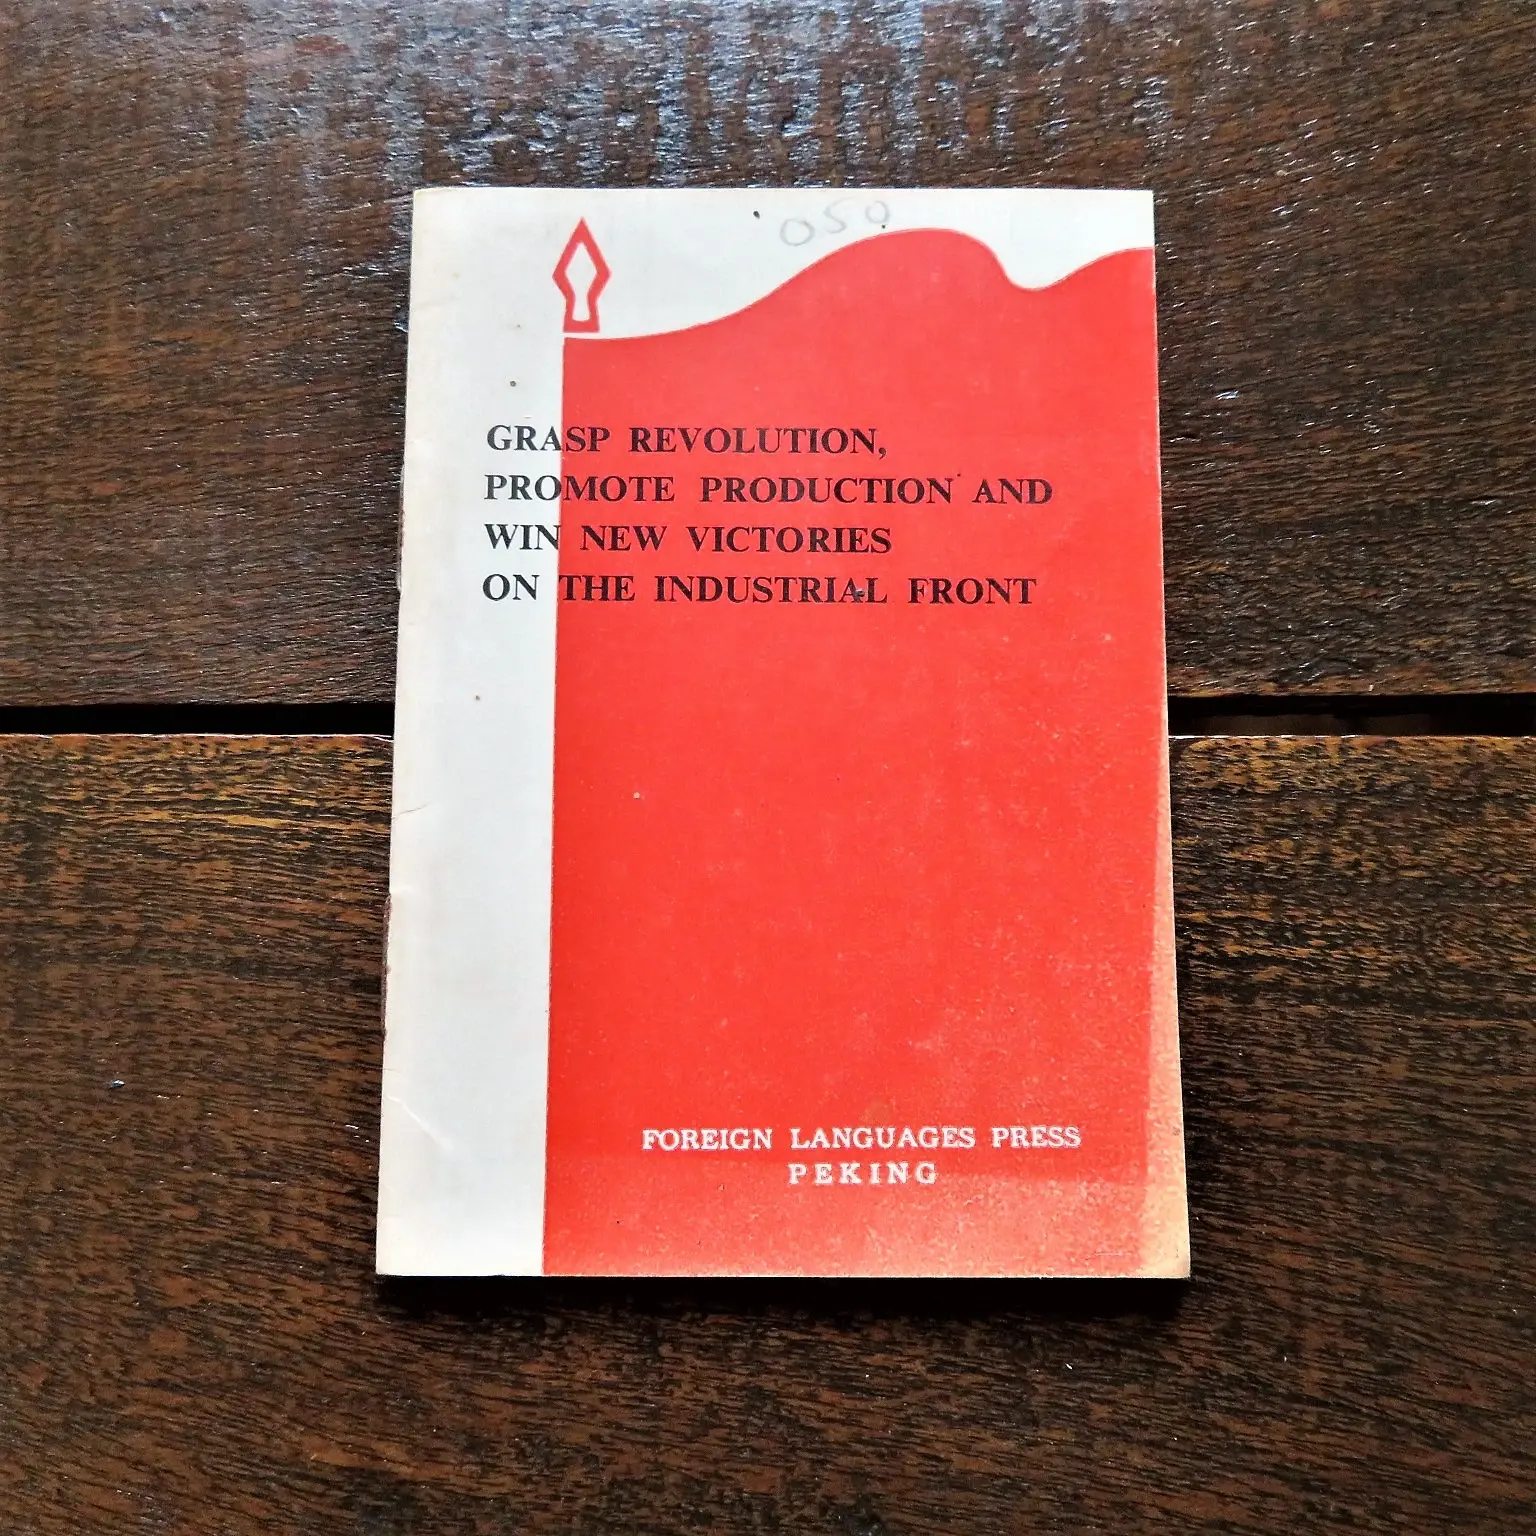 050
GRASP REVOLUTION,
PROMOTE PRODUCTION AND
WIN NEW VICTORIES
ON THE INDUSTRIAL FRONT
FOREIGN LANGUAGES PRESS
PEKING